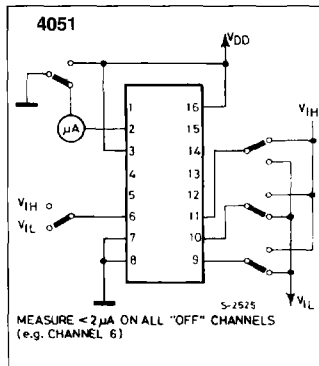 4051
VDD
μA
1
2
3
4
5
6
7
8
16
15
14
13
12
11
10
9
VIH
VIL
VIH
VIL
S-2525
MEASURE <2μA ON ALL "OFF" CHANNELS
(e.g. CHANNEL 6)